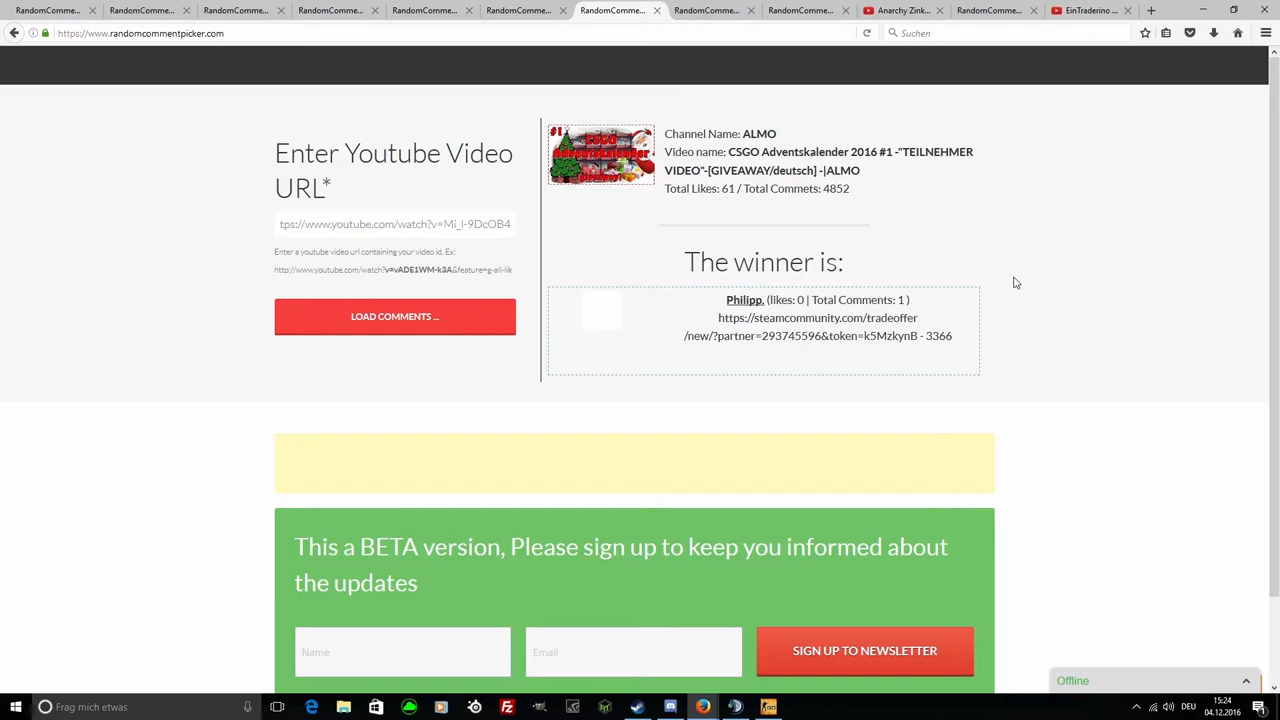 RandomComme...
RandomComme...
RandomComme...
RandomComme...
RandomComme...
RandomComme...
RandomComme...
RandomComme...
RandomComme...
Anarchy Zink...
RandomComme...
EinTraderino ...
https://www.randomcommentpicker.com
Suchen
Enter Youtube Video
URL*
tps://www.youtube.com/watch?v=Mi_I-9DcOB4
Enter a youtube video url containing your video id. Ex:
http://www.youtube.com/watch?v=vADE1WM-k3A&feature=g-all-lik
LOAD COMMENTS ...
#1
CSGO
Adventskalender
Channel Name: ALMO
Video name: CSGO Adventskalender 2016 #1 -"TEILNEHMER
VIDEO"-[GIVEAWAY/deutsch] -|ALMO
Total Likes: 61 / Total Commets: 4852
The winner is:
Philipp. (likes: 0 | Total Comments: 1 )
https://steamcommunity.com/tradeoffer
/new/?partner=293745596&token=k5MzkynB - 3366
This a BETA version, Please sign up to keep you informed about
the updates
Name
Email
SIGN UP TO NEWSLETTER
Offline
Frag mich etwas
DEU
15:24
04.12.2016